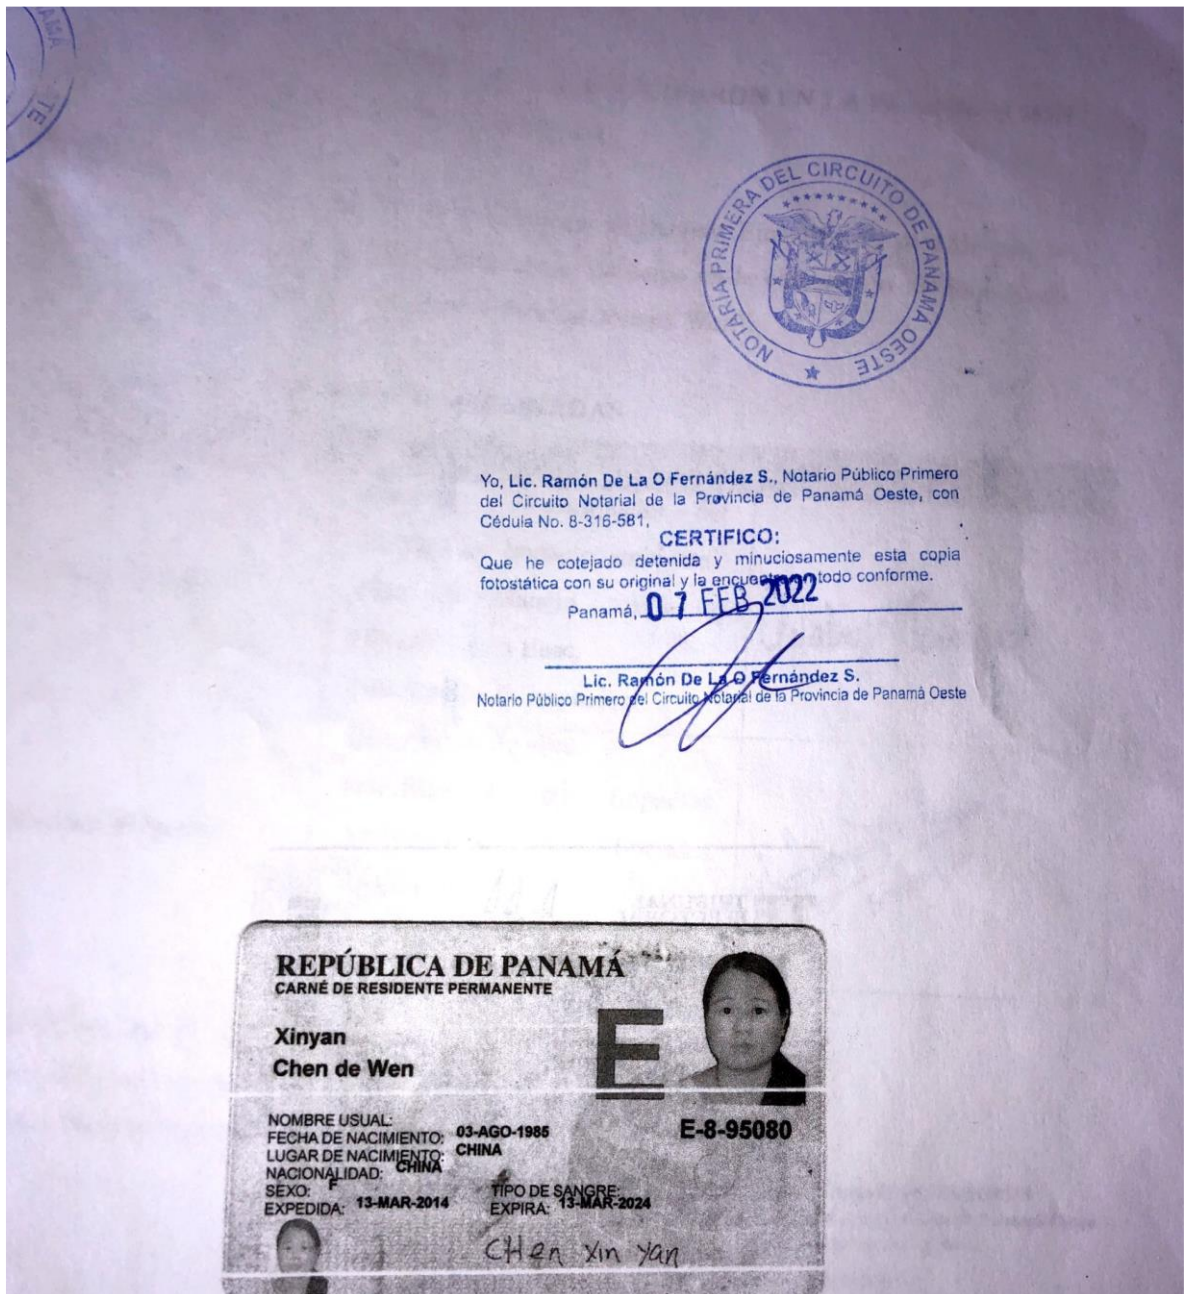 AMÁ
TE
NOTARÍA PRIMERA DEL CIRCUITO DE PANAMA OESTE
Yo, Lic. Ramón De La O Fernández S., Notario Público Primero
del Circuito Notarial de la Provincia de Panamá Oeste, con
Cédula No. 8-316-581,
CERTIFICO:
Que he cotejado detenida y minuciosamente esta copia
fotostática con su original y la todo conforme.
Panamá, 07 FEB 2022
Lic. Ramón De La O Fernández S.
Notario Público Primero del Circuito Notarial de la Provincia de Panamá Oeste
REPÚBLICA DE PANAMÁ
CARNÉ DE RESIDENTE PERMANENTE
E
Xinyan
Chen de Wen
NOMBRE USUAL:
FECHA DE NACIMIENTO: 03-AGO-1985
E-8-95080
LUGAR DE NACIMIENTO: CHINA
NACIONALIDAD: CHINA
SEXO: F TIPO DE SANGRE:
EXPEDIDA: 13-MAR-2014 EXPIRA: 13-MAR-2024
CHen Xin Yan